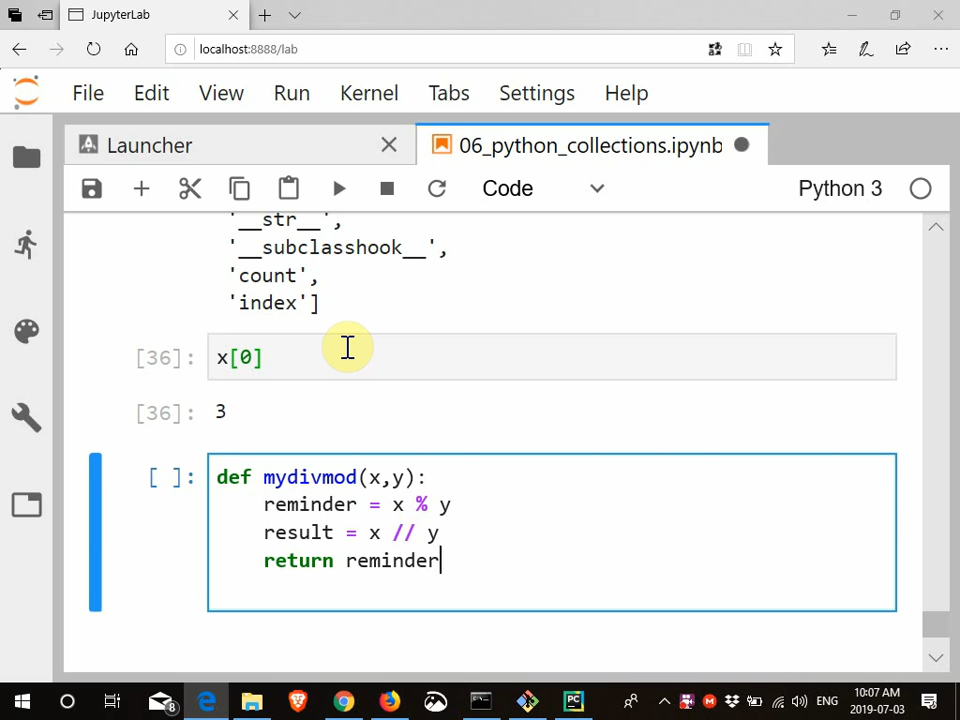 JupyterLab
localhost:8888/lab
File Edit View Run Kernel Tabs Settings Help
Launcher 06_python_collections.ipynb
Code Python 3
'__str__',
'__subclasshook__',
'count',
'index']
[36]: x[0]
[36]: 3
[ ]: def mydivmod(x,y):
reminder = x % y
result = x // y
return reminder
8 PC ENG 10:07 AM
2019-07-03